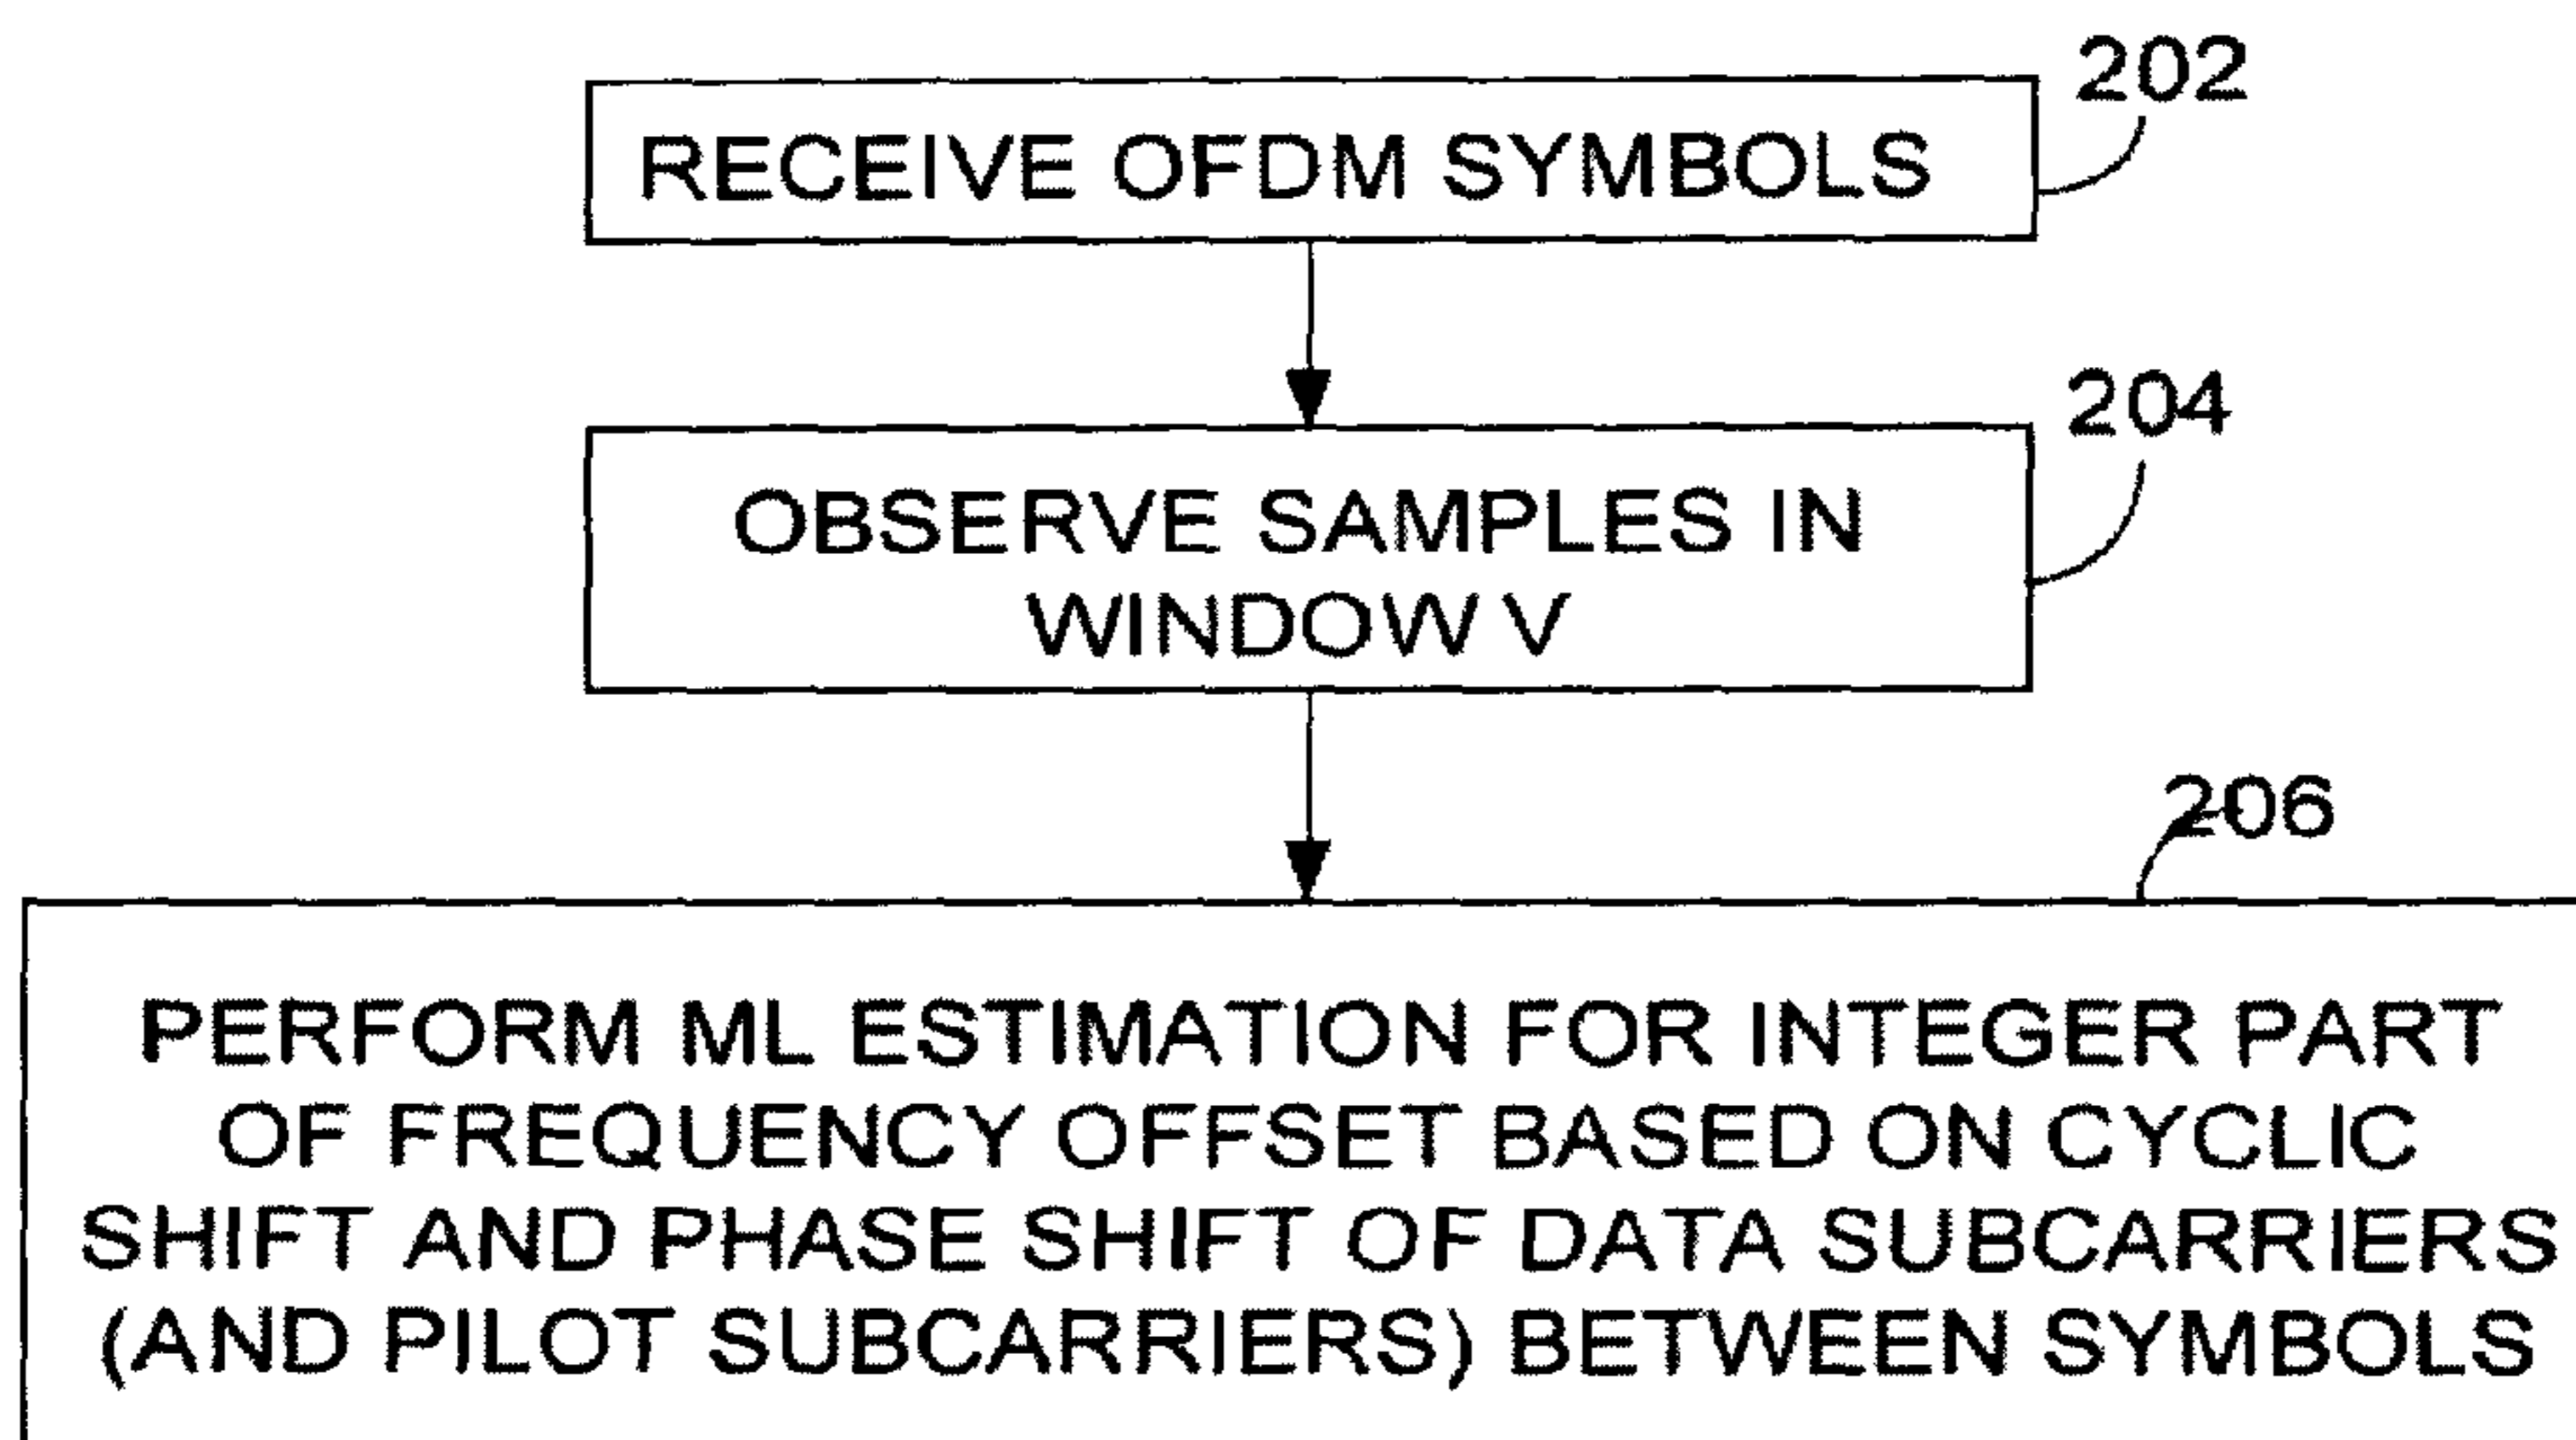 202
RECEIVE OFDM SYMBOLS
204
OBSERVE SAMPLES IN
WINDOW V
206
PERFORM ML ESTIMATION FOR INTEGER PART
OF FREQUENCY OFFSET BASED ON CYCLIC
SHIFT AND PHASE SHIFT OF DATA SUBCARRIERS
(AND PILOT SUBCARRIERS) BETWEEN SYMBOLS